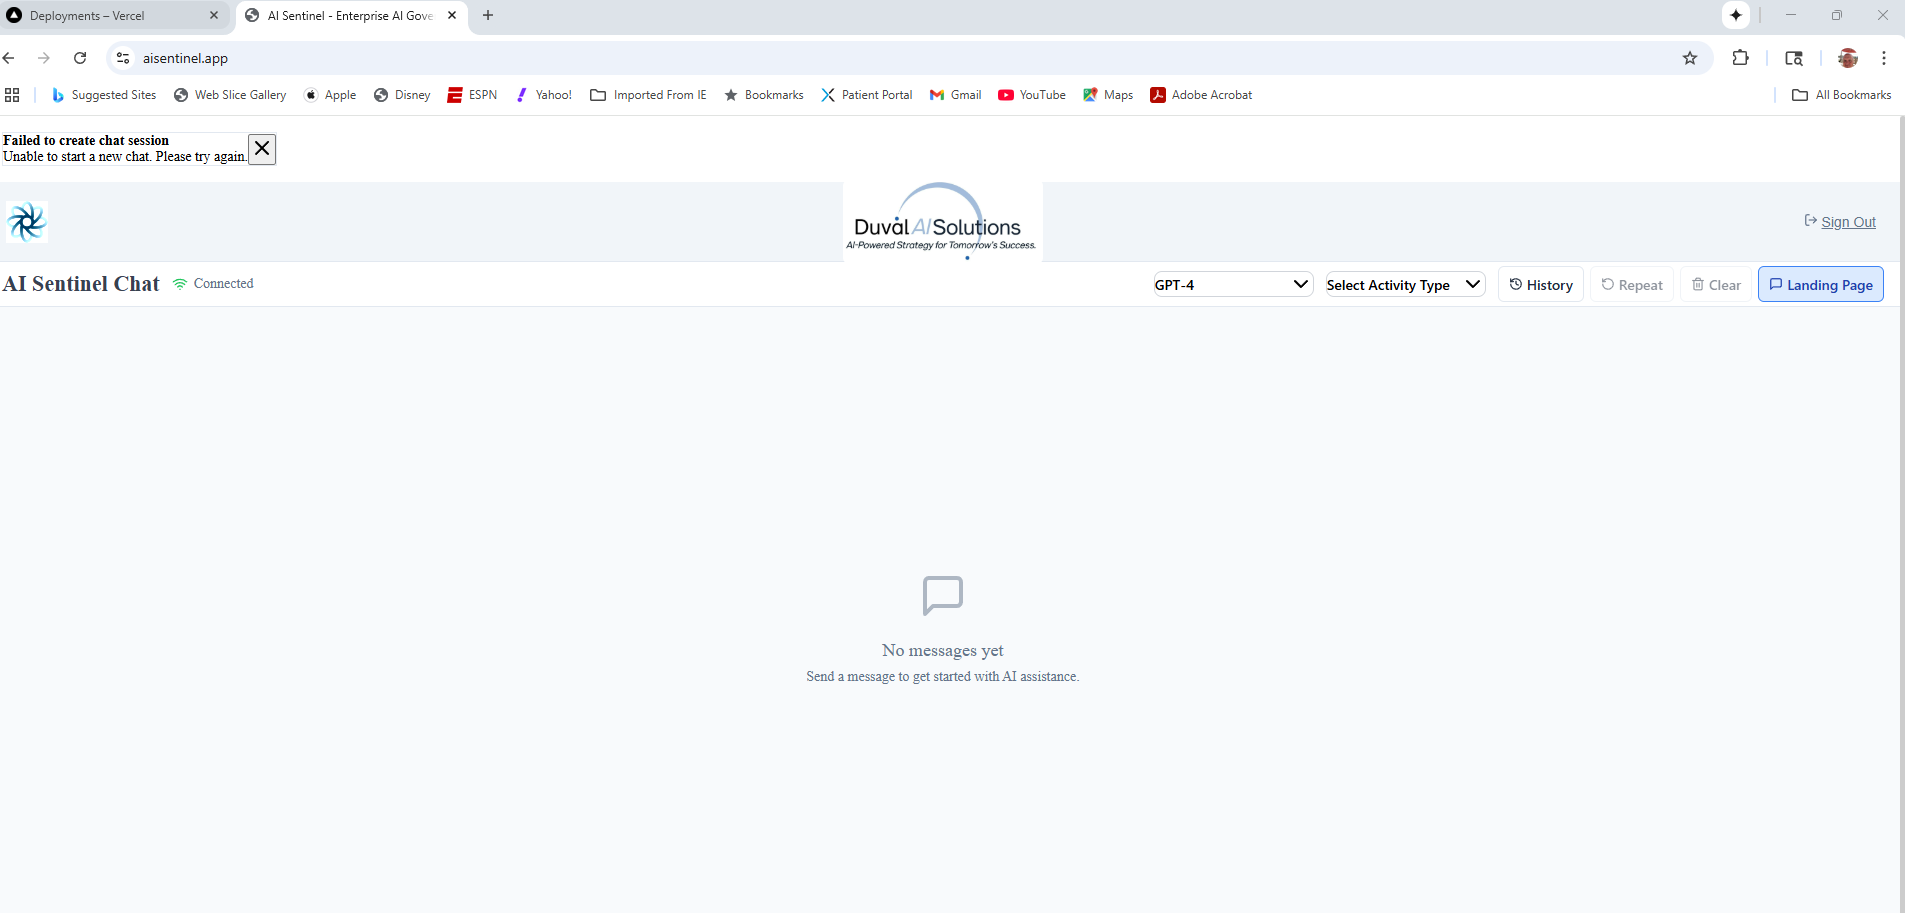 Deployments – Vercel
AI Sentinel - Enterprise AI Gove
aisentinel.app
Suggested Sites Web Slice Gallery Apple Disney ESPN Yahoo! Imported From IE Bookmarks Patient Portal Gmail YouTube Maps Adobe Acrobat All Bookmarks
Failed to create chat session
Unable to start a new chat. Please try again.
Duval AI Solutions
AI-Powered Strategy for Tomorrow's Success.
Sign Out
AI Sentinel Chat Connected GPT-4 Select Activity Type History Repeat Clear Landing Page
No messages yet
Send a message to get started with AI assistance.